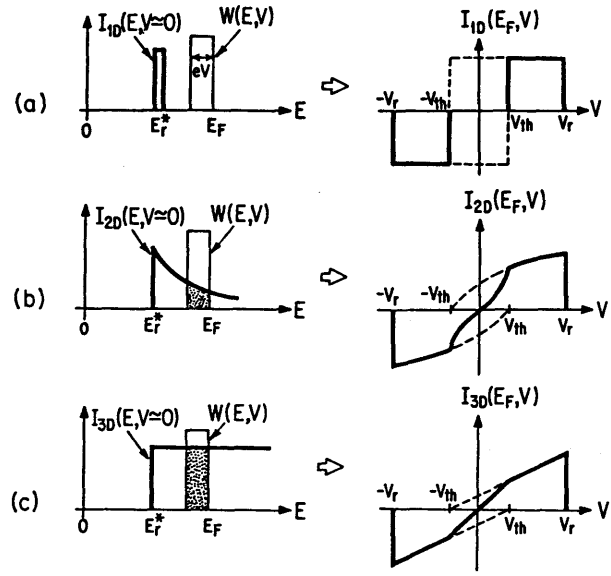 (a)
I1D(E,V≃0)
W(E,V)
eV
0
Er*
EF
E
⇨
I1D(EF,V)
-Vr
-Vth
Vth
Vr
V
(b)
I2D(E,V≃0)
W(E,V)
0
Er*
EF
E
⇨
I2D(EF,V)
-Vr
-Vth
Vth
Vr
V
(c)
I3D(E,V≃0)
W(E,V)
0
Er*
EF
E
⇨
I3D(EF,V)
-Vr
-Vth
Vth
Vr
V